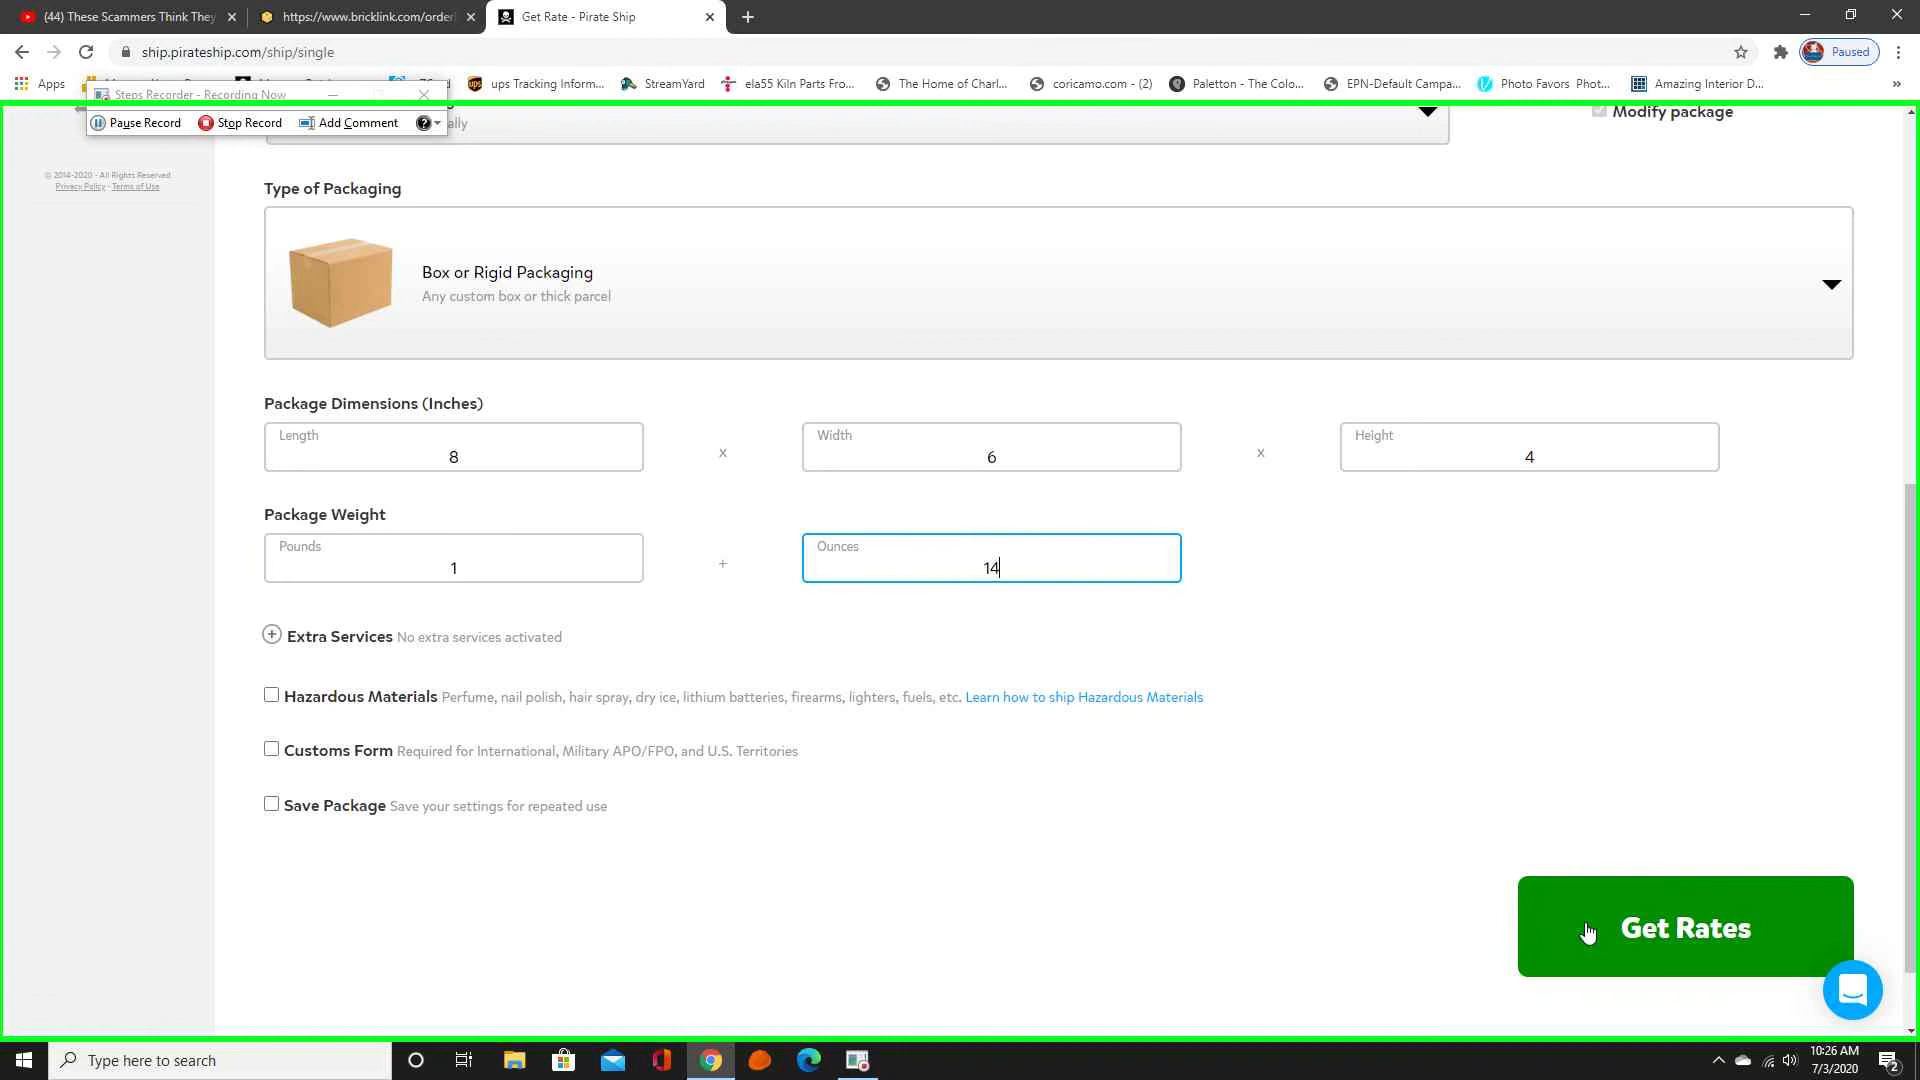 (44) These Scammers Think They
https://www.bricklink.com/order
Get Rate - Pirate Ship
ship.pirateship.com/ship/single
Paused
Apps
ups Tracking Inform...
StreamYard
ela55 Kiln Parts Fro...
The Home of Charl...
coricamo.com - (2)
Paletton - The Colo...
EPN-Default Campa...
Photo Favors Phot...
Amazing Interior D...
»
Steps Recorder - Recording Now
Pause Record
Stop Record
Add Comment
ally
Modify package
© 2014-2020 - All Rights Reserved
Privacy Policy - Terms of Use
Type of Packaging
Box or Rigid Packaging
Any custom box or thick parcel
Package Dimensions (Inches)
Length
Width
Height
8 x 6 x 4
Package Weight
Pounds
Ounces
1 + 14
Extra Services No extra services activated
Hazardous Materials Perfume, nail polish, hair spray, dry ice, lithium batteries, firearms, lighters, fuels, etc. Learn how to ship Hazardous Materials
Customs Form Required for International, Military APO/FPO, and U.S. Territories
Save Package Save your settings for repeated use
Get Rates
Type here to search
10:26 AM
7/3/2020
2